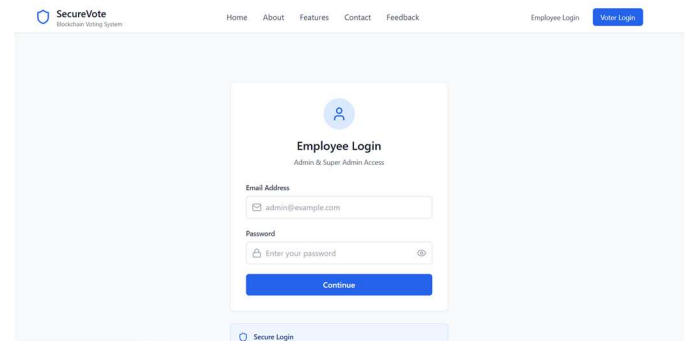 SecureVote
Blockchain Voting System
Home About Features Contact Feedback
Employee Login
Voter Login
Employee Login
Admin & Super Admin Access
Email Address
admin@example.com
Password
Enter your password
Continue
Secure Login